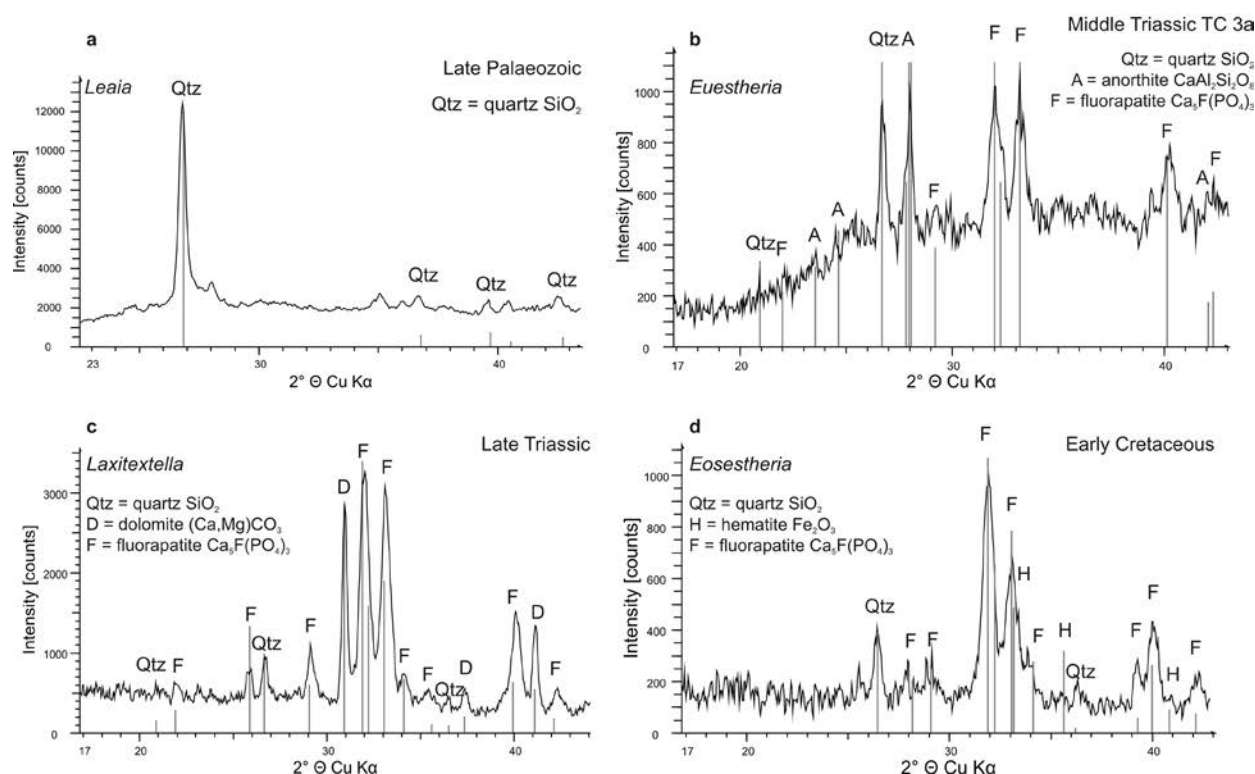 a
Leaia
Late Palaeozoic
Qtz = quartz SiO₂
Qtz
Qtz
Qtz
Qtz
Intensity [counts]
12000
10000
8000
6000
4000
2000
0
23
30
40
2° Θ Cu Kα
b
Euestheria
Middle Triassic TC 3a
Qtz = quartz SiO₂
A = anorthite CaAl₂Si₂O₈
F = fluorapatite Ca₅F(PO₄)₃
Qtz
F
A
A
Qtz
A
F
F
F
F
A
F
Intensity [counts]
1000
800
600
400
200
0
17
20
30
40
2° Θ Cu Kα
c
Laxitextella
Late Triassic
Qtz = quartz SiO₂
D = dolomite (Ca,Mg)CO₃
F = fluorapatite Ca₅F(PO₄)₃
Qtz
F
F
Qtz
F
D
F
F
F
F
Qtz
D
F
D
F
Intensity [counts]
3000
2000
1000
0
17
20
30
40
2° Θ Cu Kα
d
Eosestheria
Early Cretaceous
Qtz = quartz SiO₂
H = hematite Fe₂O₃
F = fluorapatite Ca₅F(PO₄)₃
Qtz
F
F
F
F
H
F
H
Qtz
F
F
H
F
Intensity [counts]
1000
800
600
400
200
0
17
20
30
40
2° Θ Cu Kα